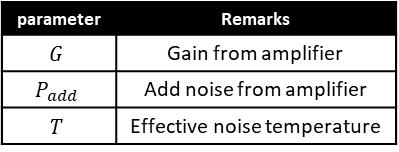 parameter Remarks
G Gain from amplifier
P_add Add noise from amplifier
T Effective noise temperature